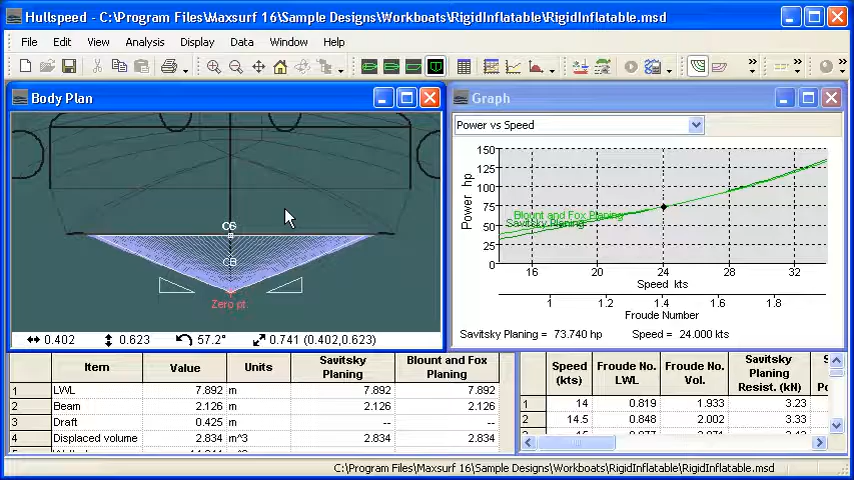 Hullspeed - C:\Program Files\Maxsurf 16\Sample Designs\Workboats\RigidInflatable\RigidInflatable.msd
File Edit View Analysis Display Data Window Help
Body Plan
C6
CB
Zero pt.
0.402 0.623 57.2° 0.741 (0.402,0.623)
Graph
Power vs Speed
Power hp
150
125
100
75
50
25
0
Blount and Fox Planing
Savitsky Planing
16 20 24 28 32
Speed kts
1 1.2 1.4 1.6 1.8
Froude Number
Savitsky Planing = 73.740 hp Speed = 24.000 kts
Item Value Units Savitsky Planing Blount and Fox Planing
1 LWL 7.892 m 7.892 7.892
2 Beam 2.126 m 2.126 2.126
3 Draft 0.425 m -- --
4 Displaced volume 2.834 m^3 2.834 2.834
Speed (kts) Froude No. LWL Froude No. Vol. Savitsky Planing Resist. (kN)
1 14 0.819 1.933 3.23
2 14.5 0.848 2.002 3.33
C:\Program Files\Maxsurf 16\Sample Designs\Workboats\RigidInflatable\RigidInflatable.msd